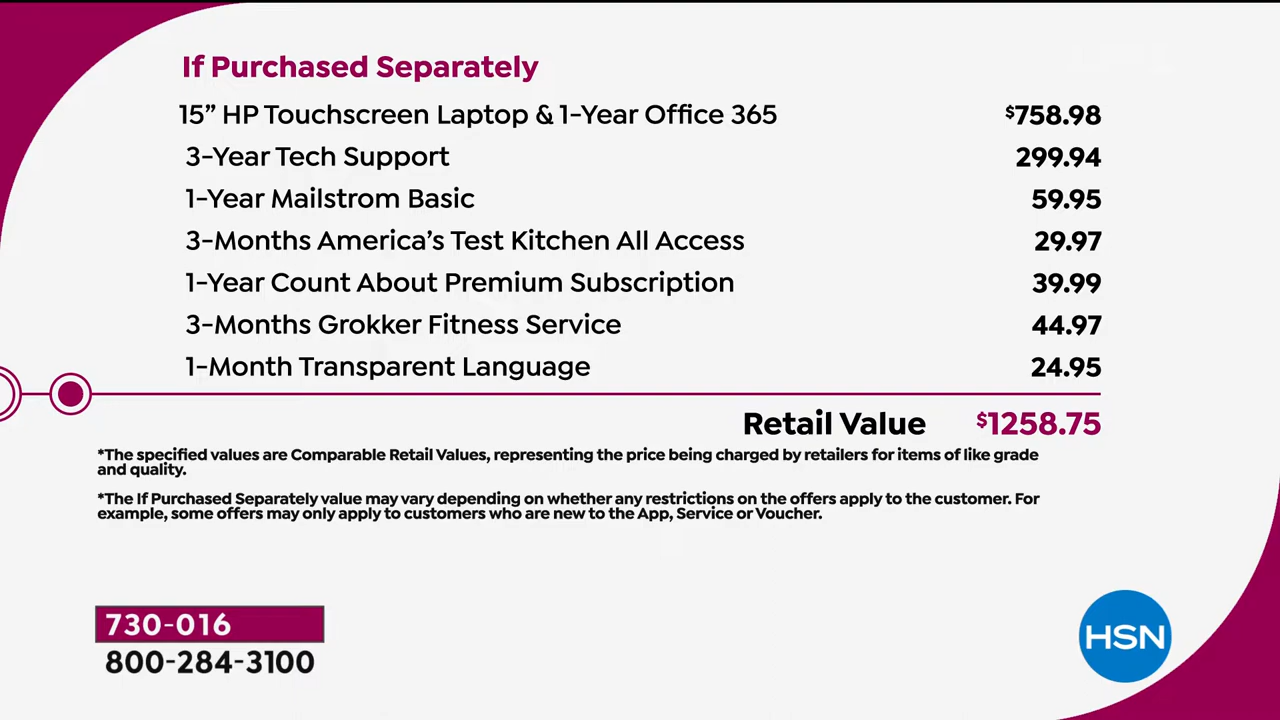 If Purchased Separately
15” HP Touchscreen Laptop & 1-Year Office 365 $758.98
3-Year Tech Support 299.94
1-Year Mailstrom Basic 59.95
3-Months America’s Test Kitchen All Access 29.97
1-Year Count About Premium Subscription 39.99
3-Months Grokker Fitness Service 44.97
1-Month Transparent Language 24.95
Retail Value $1258.75
*The specified values are Comparable Retail Values, representing the price being charged by retailers for items of like grade
and quality.
*The If Purchased Separately value may vary depending on whether any restrictions on the offers apply to the customer. For
example, some offers may only apply to customers who are new to the App, Service or Voucher.
730-016
800-284-3100
HSN